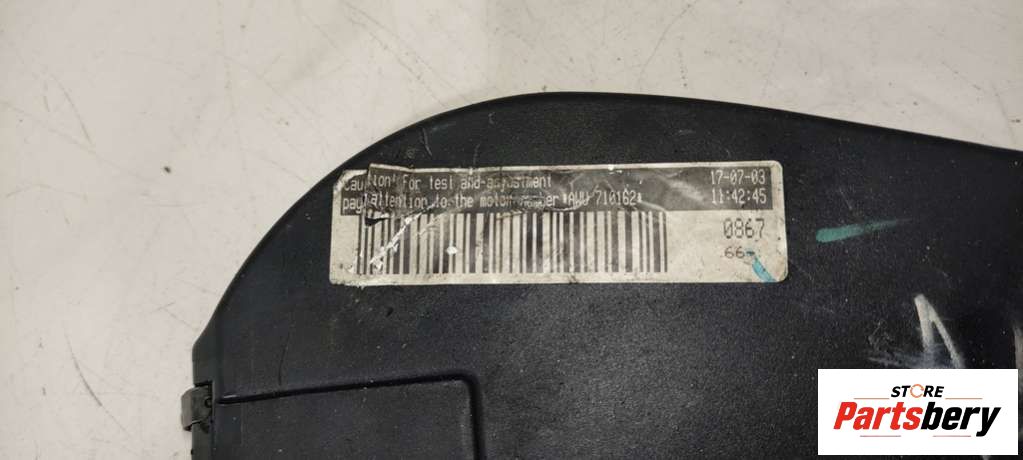 Caution! For test and adjustment
pay attention to the motor number *AWU 710162*
17-07-03
11:42:45
0867
66-
STORE
Partsbery